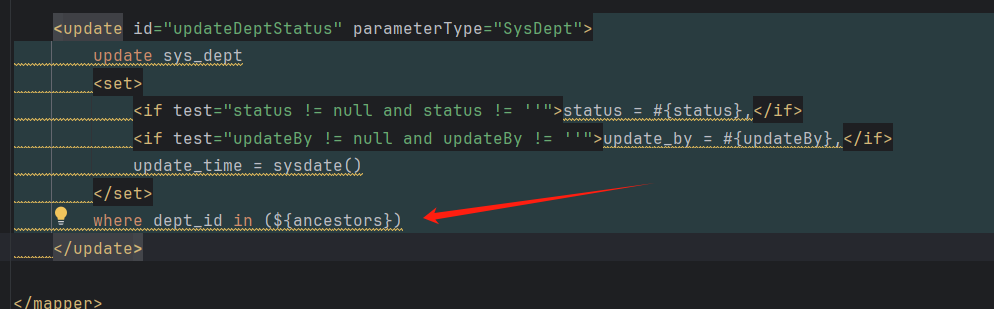 <update id="updateDeptStatus" parameterType="SysDept">
update sys_dept
<set>
<if test="status != null and status != ''">status = #{status},</if>
<if test="updateBy != null and updateBy != ''">update_by = #{updateBy},</if>
update_time = sysdate()
</set>
where dept_id in (${ancestors})
</update>
</mapper>